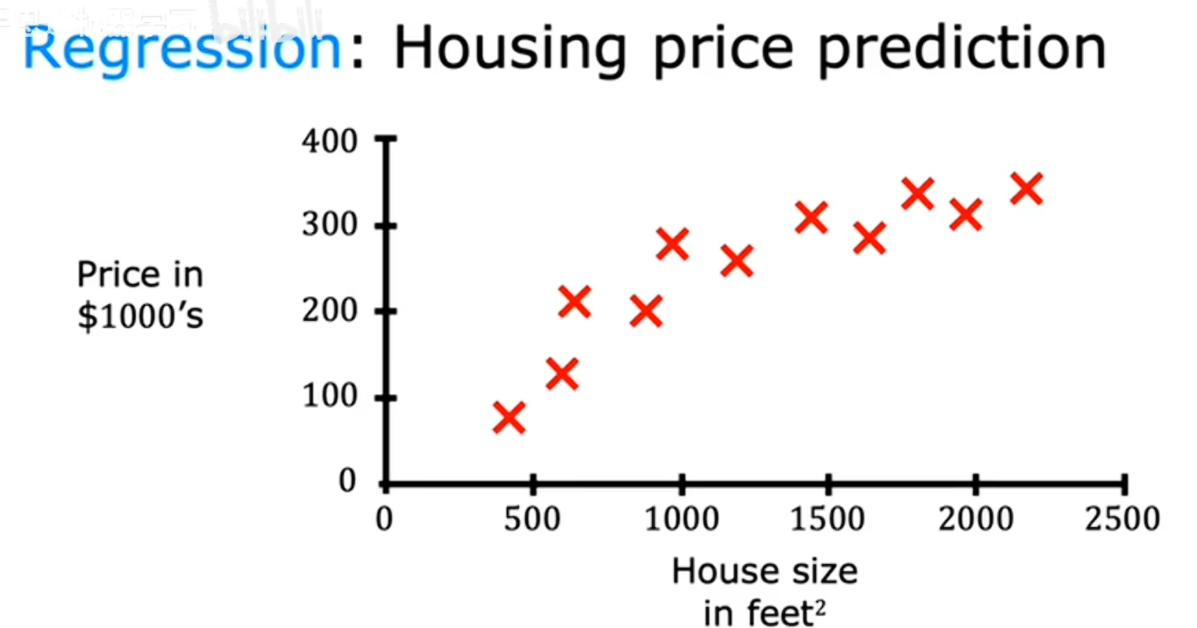 Regression: Housing price prediction
400
300
Price in
$1000's
200
100
0
0 500 1000 1500 2000 2500
House size
in feet²